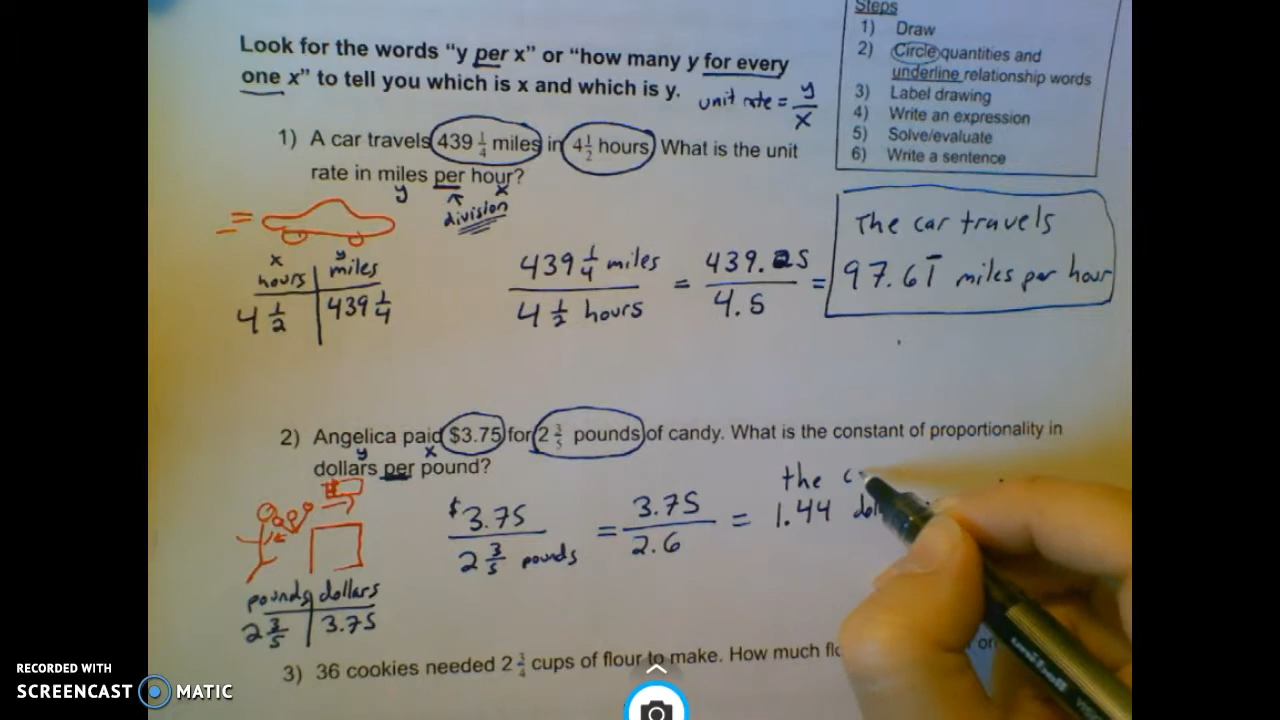 Steps
1) Draw
2) Circle quantities and
underline relationship words
3) Label drawing
4) Write an expression
5) Solve/evaluate
6) Write a sentence
Look for the words “y per x” or “how many y for every
one x” to tell you which is x and which is y.
unit rate = y/x
1) A car travels 439 1/4 miles in 4 1/2 hours. What is the unit
rate in miles per hour?
y x
division
x y
hours miles
4 1/2 439 1/4
439 1/4 miles / 4 1/2 hours = 439.25 / 4.5 =
The car travels
97.61̅ miles per hour
2) Angelica paid $3.75 for 2 3/5 pounds of candy. What is the constant of proportionality in
y x
dollars per pound?
$3.75 / 2 3/5 pounds = 3.75 / 2.6 =
the c
1.44 dol
pounds dollars
2 3/5 3.75
3) 36 cookies needed 2 3/4 cups of flour to make. How much
RECORDED WITH
SCREENCAST MATIC